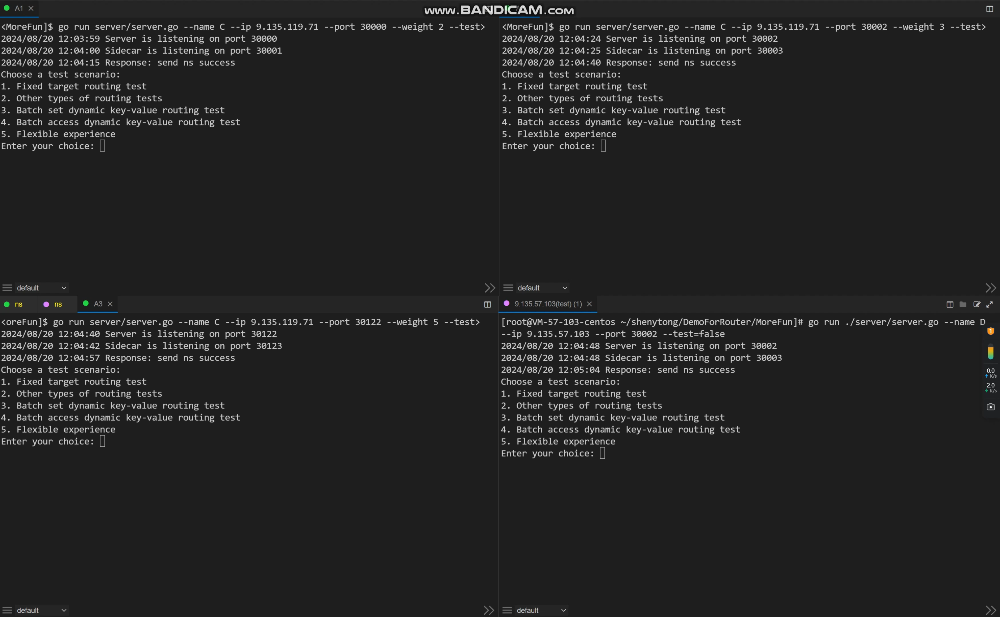 A1
www.BANDICAM.com
<MoreFun]$ go run server/server.go --name C --ip 9.135.119.71 --port 30000 --weight 2 --test>
2024/08/20 12:03:59 Server is listening on port 30000
2024/08/20 12:04:00 Sidecar is listening on port 30001
2024/08/20 12:04:15 Response: send ns success
Choose a test scenario:
1. Fixed target routing test
2. Other types of routing tests
3. Batch set dynamic key-value routing test
4. Batch access dynamic key-value routing test
5. Flexible experience
Enter your choice:
default
<MoreFun]$ go run server/server.go --name C --ip 9.135.119.71 --port 30002 --weight 3 --test>
2024/08/20 12:04:24 Server is listening on port 30002
2024/08/20 12:04:25 Sidecar is listening on port 30003
2024/08/20 12:04:40 Response: send ns success
Choose a test scenario:
1. Fixed target routing test
2. Other types of routing tests
3. Batch set dynamic key-value routing test
4. Batch access dynamic key-value routing test
5. Flexible experience
Enter your choice:
default
ns ns A3
<oreFun]$ go run server/server.go --name C --ip 9.135.119.71 --port 30122 --weight 5 --test>
2024/08/20 12:04:40 Server is listening on port 30122
2024/08/20 12:04:42 Sidecar is listening on port 30123
2024/08/20 12:04:57 Response: send ns success
Choose a test scenario:
1. Fixed target routing test
2. Other types of routing tests
3. Batch set dynamic key-value routing test
4. Batch access dynamic key-value routing test
5. Flexible experience
Enter your choice:
default
9.135.57.103(test) (1)
[root@VM-57-103-centos ~/shenytong/DemoForRouter/MoreFun]# go run ./server/server.go --name D
--ip 9.135.57.103 --port 30002 --test=false
2024/08/20 12:04:48 Server is listening on port 30002
2024/08/20 12:04:48 Sidecar is listening on port 30003
2024/08/20 12:05:04 Response: send ns success
Choose a test scenario:
1. Fixed target routing test
2. Other types of routing tests
3. Batch set dynamic key-value routing test
4. Batch access dynamic key-value routing test
5. Flexible experience
Enter your choice:
default
1
0.0
K/s
2.0
K/s